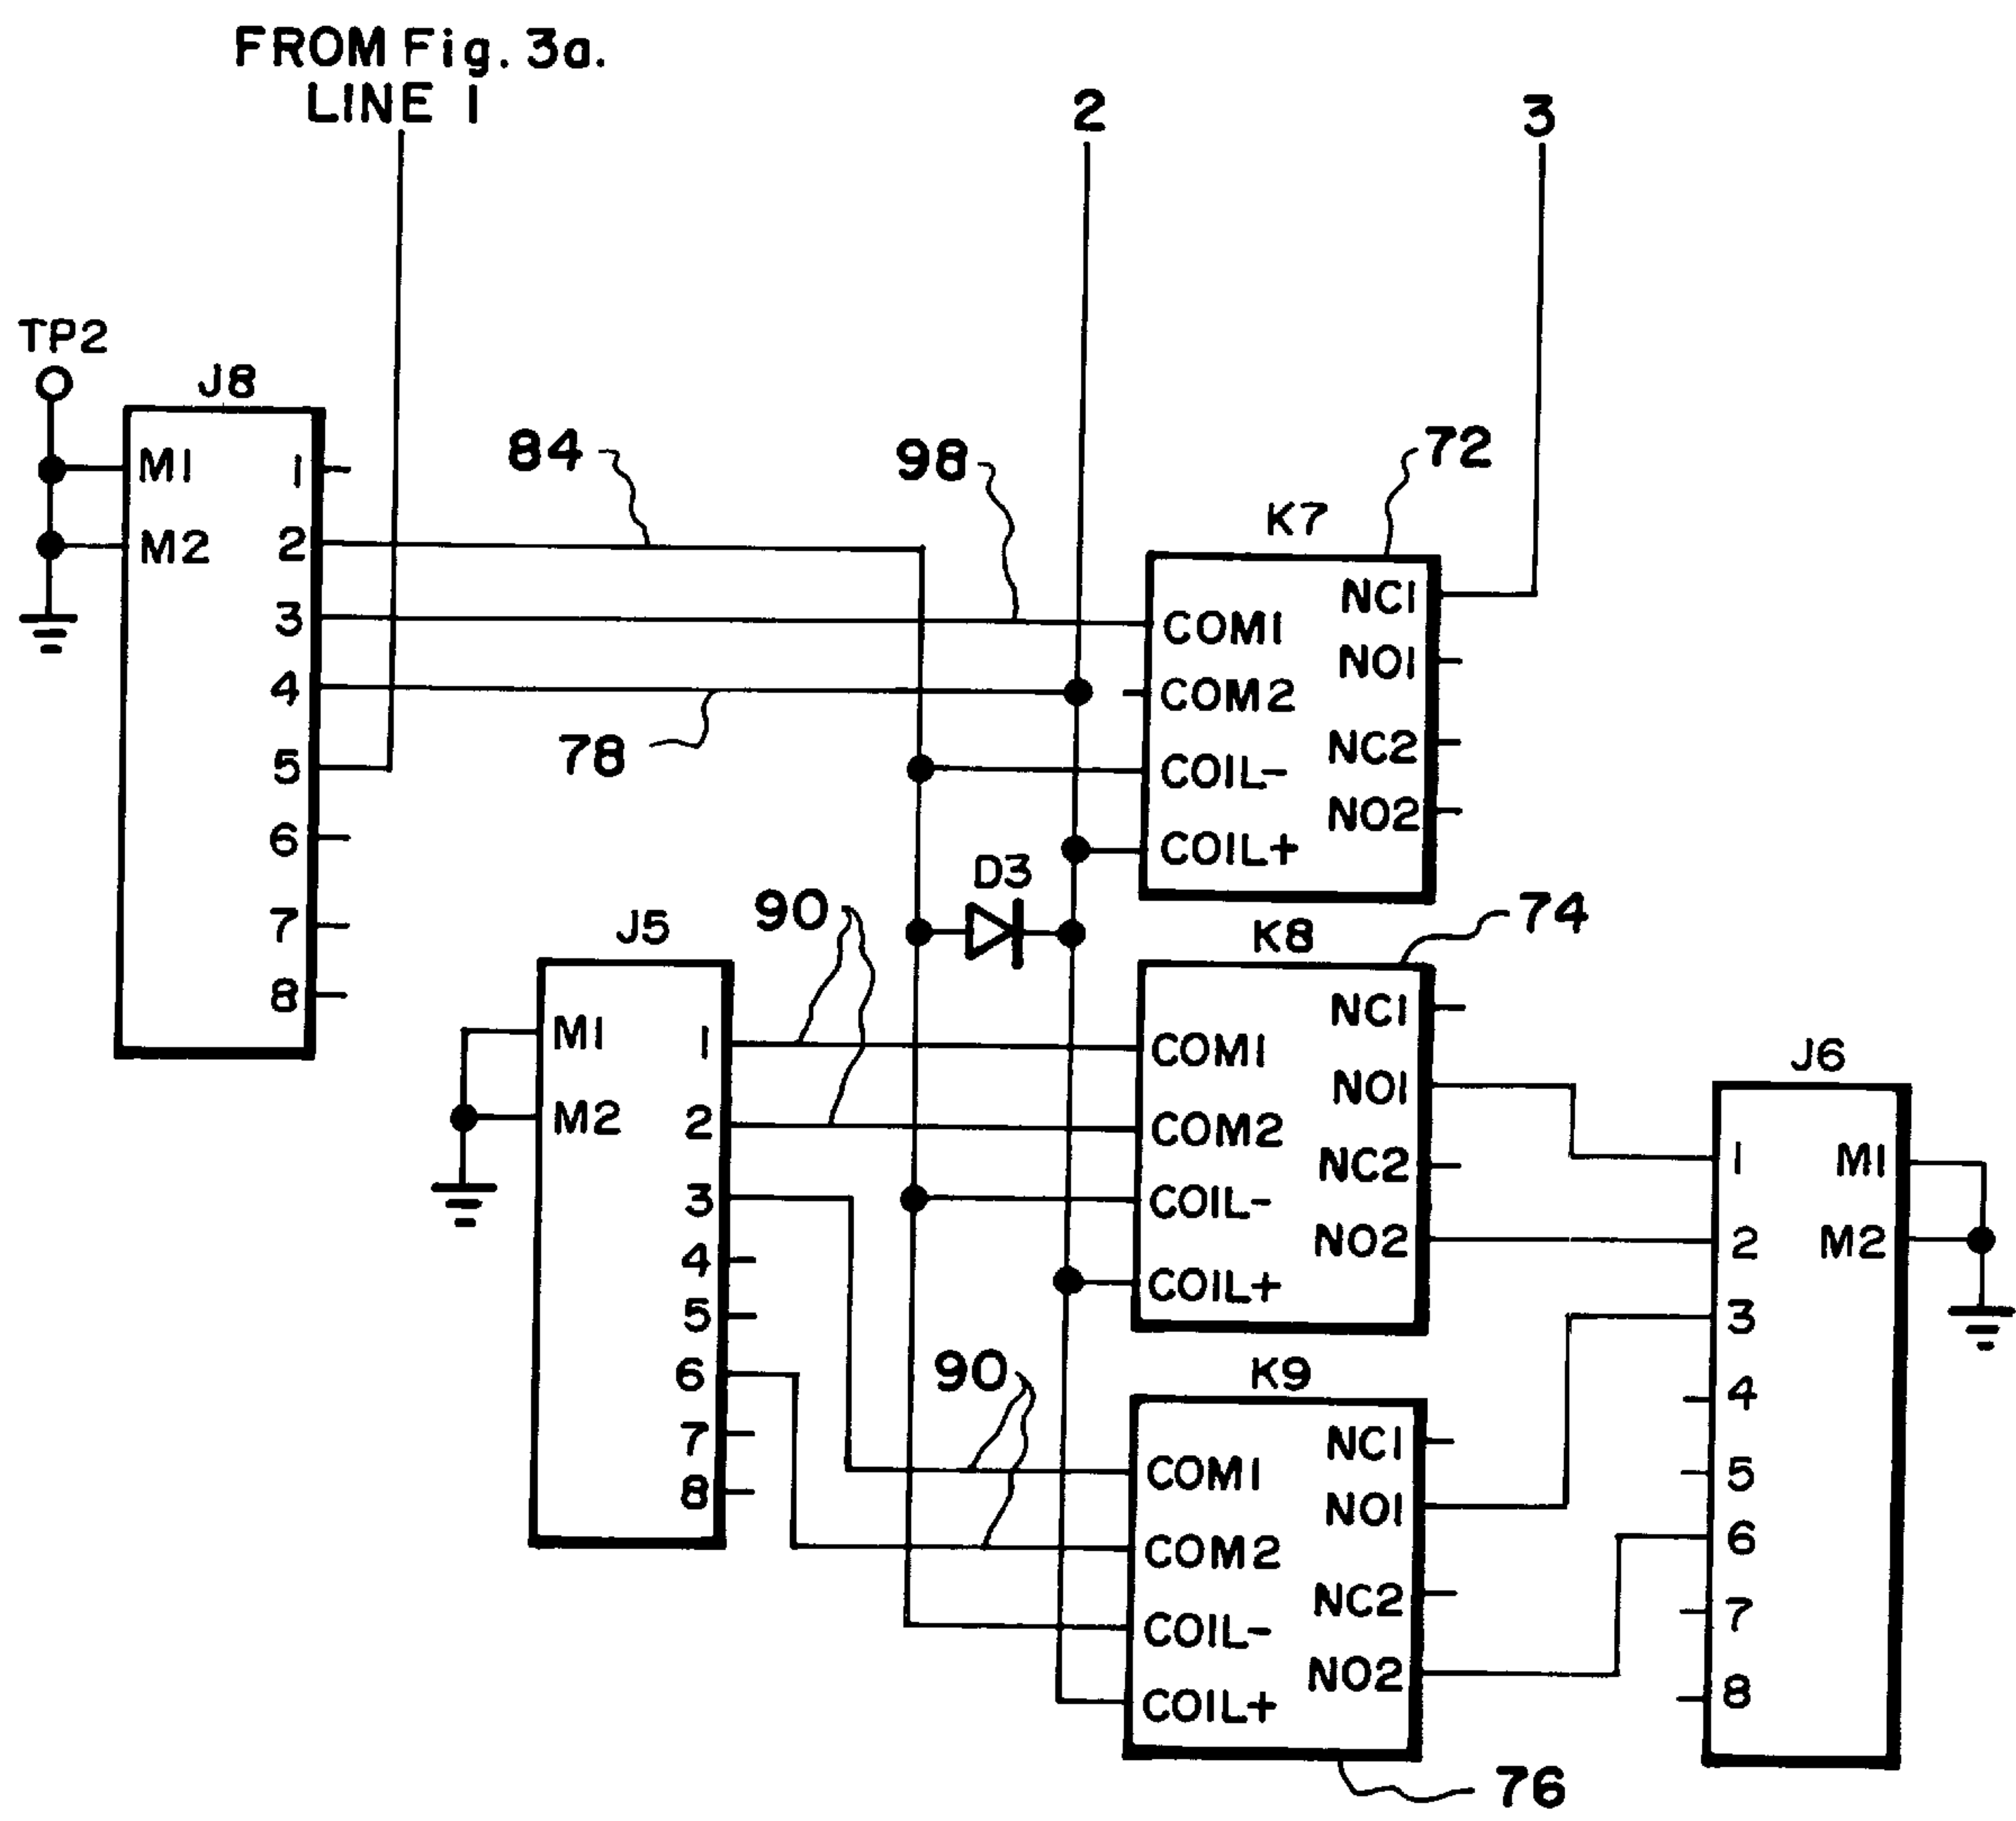 FROM Fig. 3a.
LINE 1
2
3
TP2
J8
M1
M2
1
2
3
4
5
6
7
8
84
98
78
72
K7
COM1
COM2
COIL-
COIL+
NC1
NO1
NC2
NO2
D3
90
J5
M1
M2
1
2
3
4
5
6
7
8
74
K8
COM1
COM2
COIL-
COIL+
NC1
NO1
NC2
NO2
90
K9
COM1
COM2
COIL-
COIL+
NC1
NO1
NC2
NO2
76
J6
1
2
3
4
5
6
7
8
M1
M2